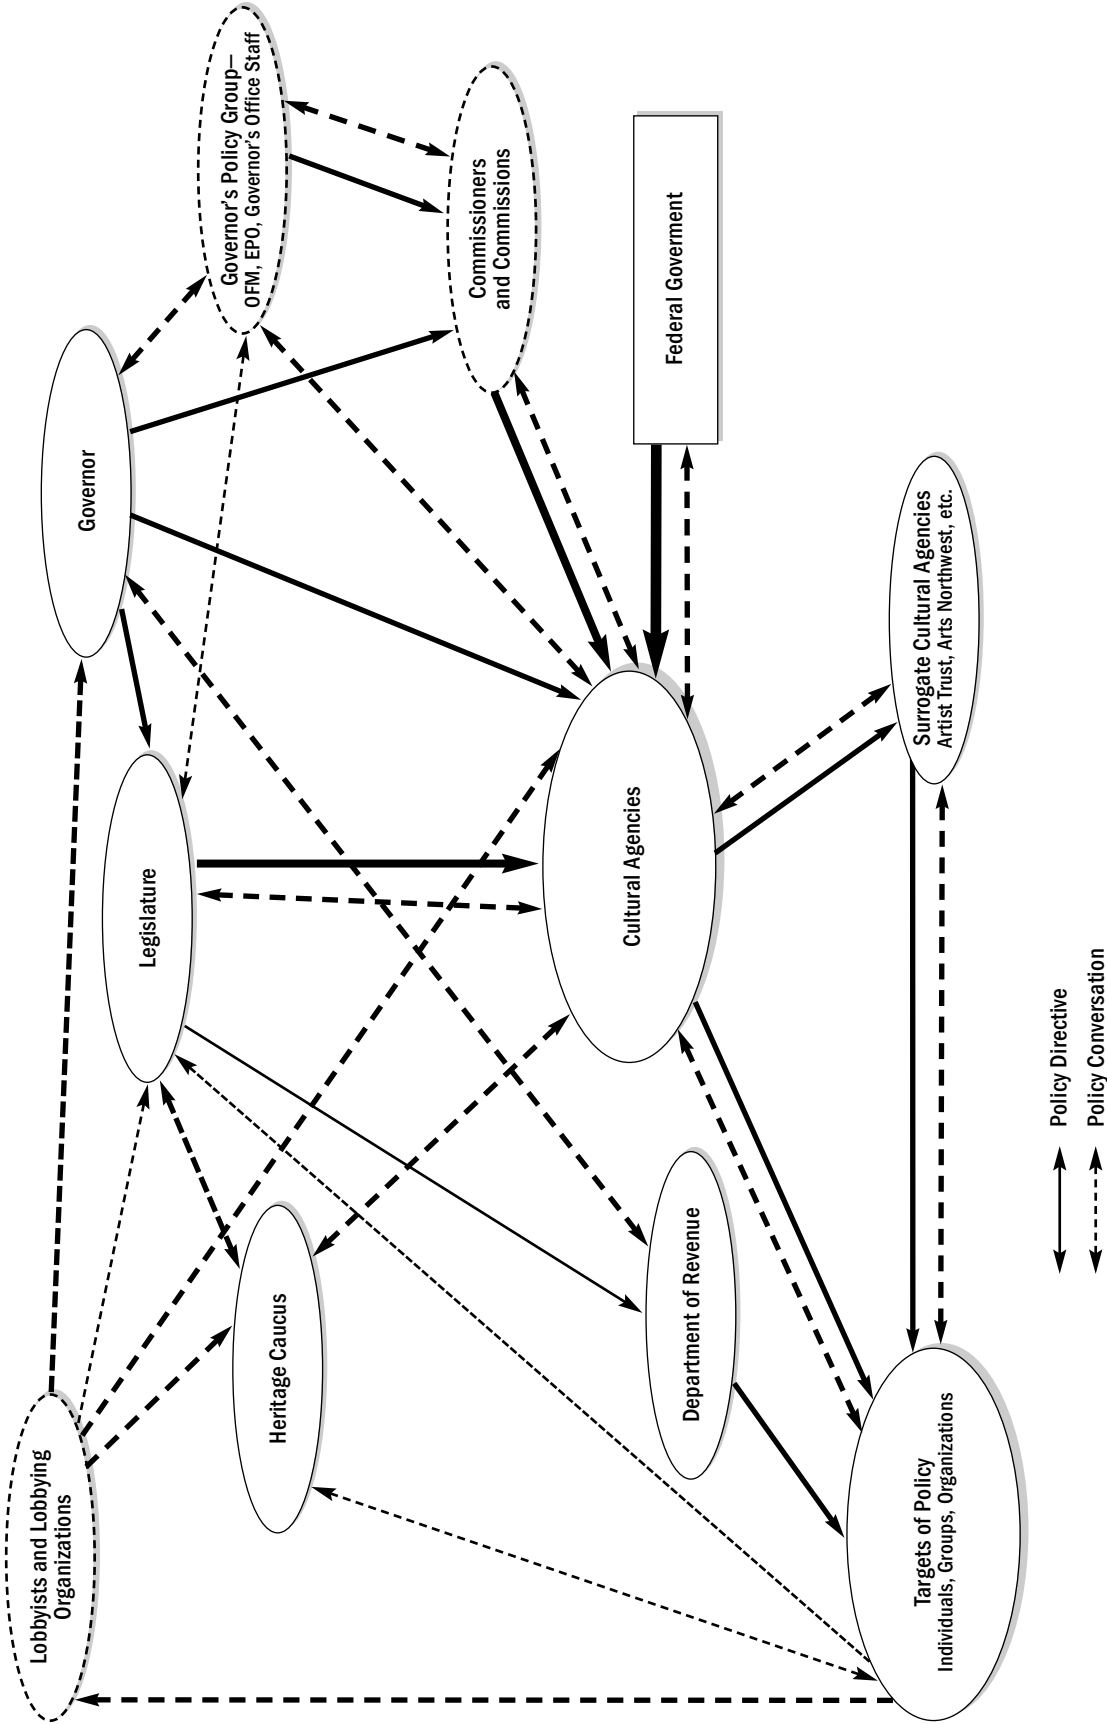 Lobbyists and Lobbying
Organizations
Governor
Governor's Policy Group—
OFM, EPO, Governor's Office Staff
Legislature
Heritage Caucus
Commissioners
and Commissions
Cultural Agencies
Federal Goverment
Department of Revenue
Targets of Policy
Individuals, Groups, Organizations
Surrogate Cultural Agencies
Artist Trust, Arts Northwest, etc.
Policy Directive
Policy Conversation